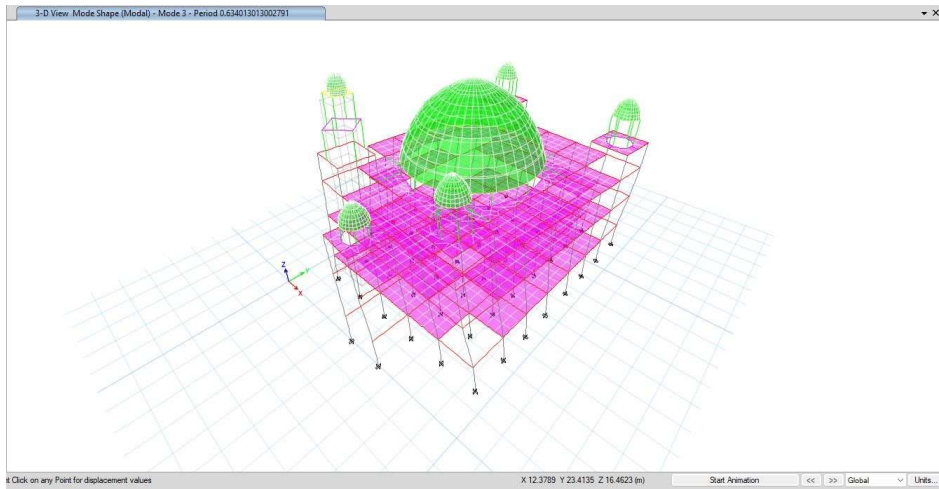 3-D View Mode Shape (Modal) - Mode 3 - Period 0.634013013002791
Z
Y
X
t Click on any Point for displacement values
X 12.3789 Y 23.4135 Z 16.4623 (m)
Start Animation
<<
>>
Global
Units...